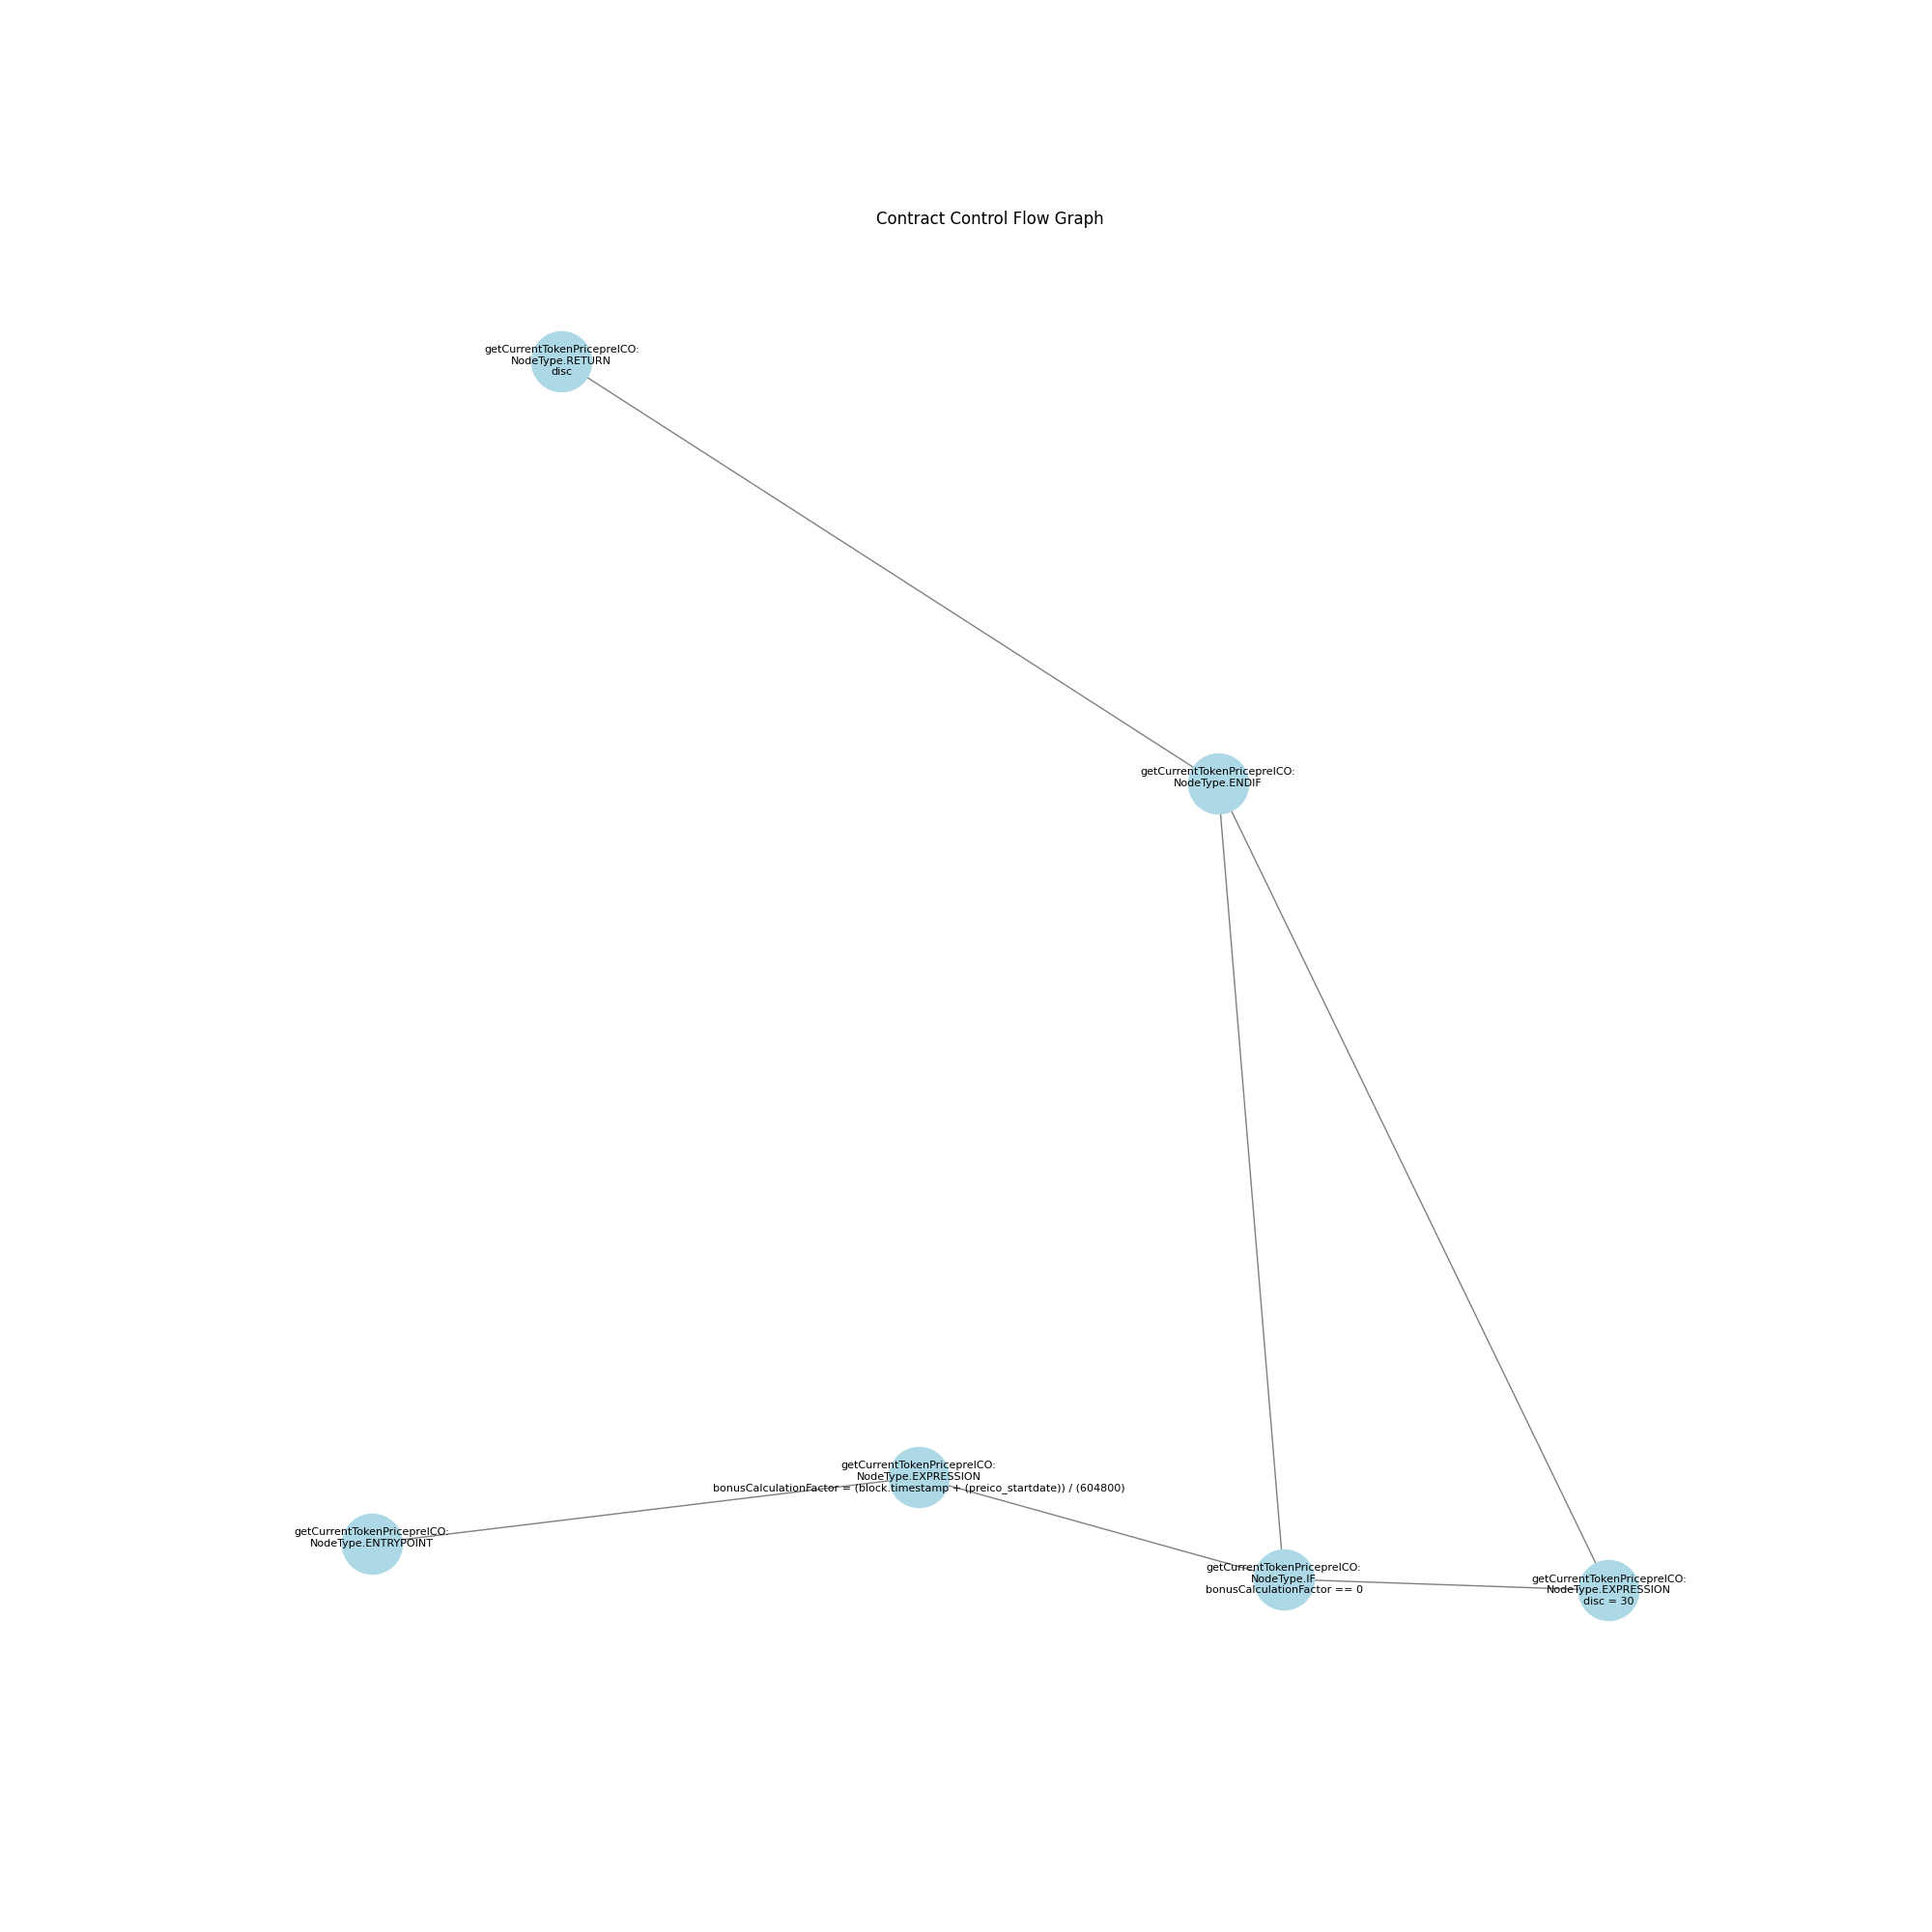 Contract Control Flow Graph
getCurrentTokenPricepreICO:
NodeType.RETURN
disc
getCurrentTokenPricepreICO:
NodeType.ENDIF
getCurrentTokenPricepreICO:
NodeType.EXPRESSION
bonusCalculationFactor = (block.timestamp + (preico_startdate)) / (604800)
getCurrentTokenPricepreICO:
NodeType.ENTRYPOINT
getCurrentTokenPricepreICO:
NodeType.IF
bonusCalculationFactor == 0
getCurrentTokenPricepreICO:
NodeType.EXPRESSION
disc = 30